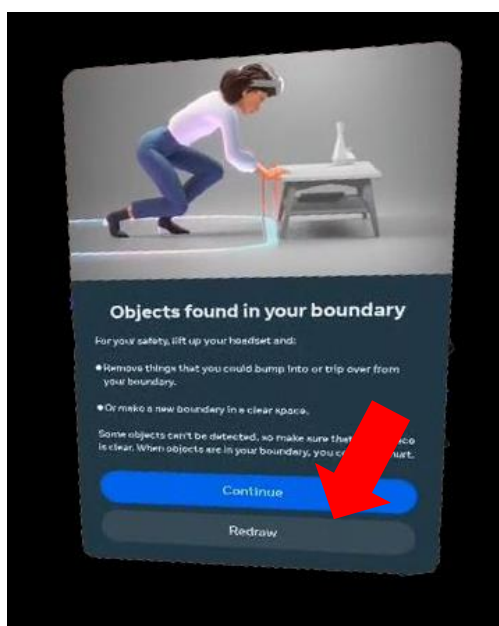 Objects found in your boundary
For your safety, lift up your headset and:
● Remove things that you could bump into or trip over from
your boundary.
● Or make a new boundary in a clear space.
Some objects can't be detected, so make sure that
is clear. When objects are in your boundary, you
Continue
Redraw